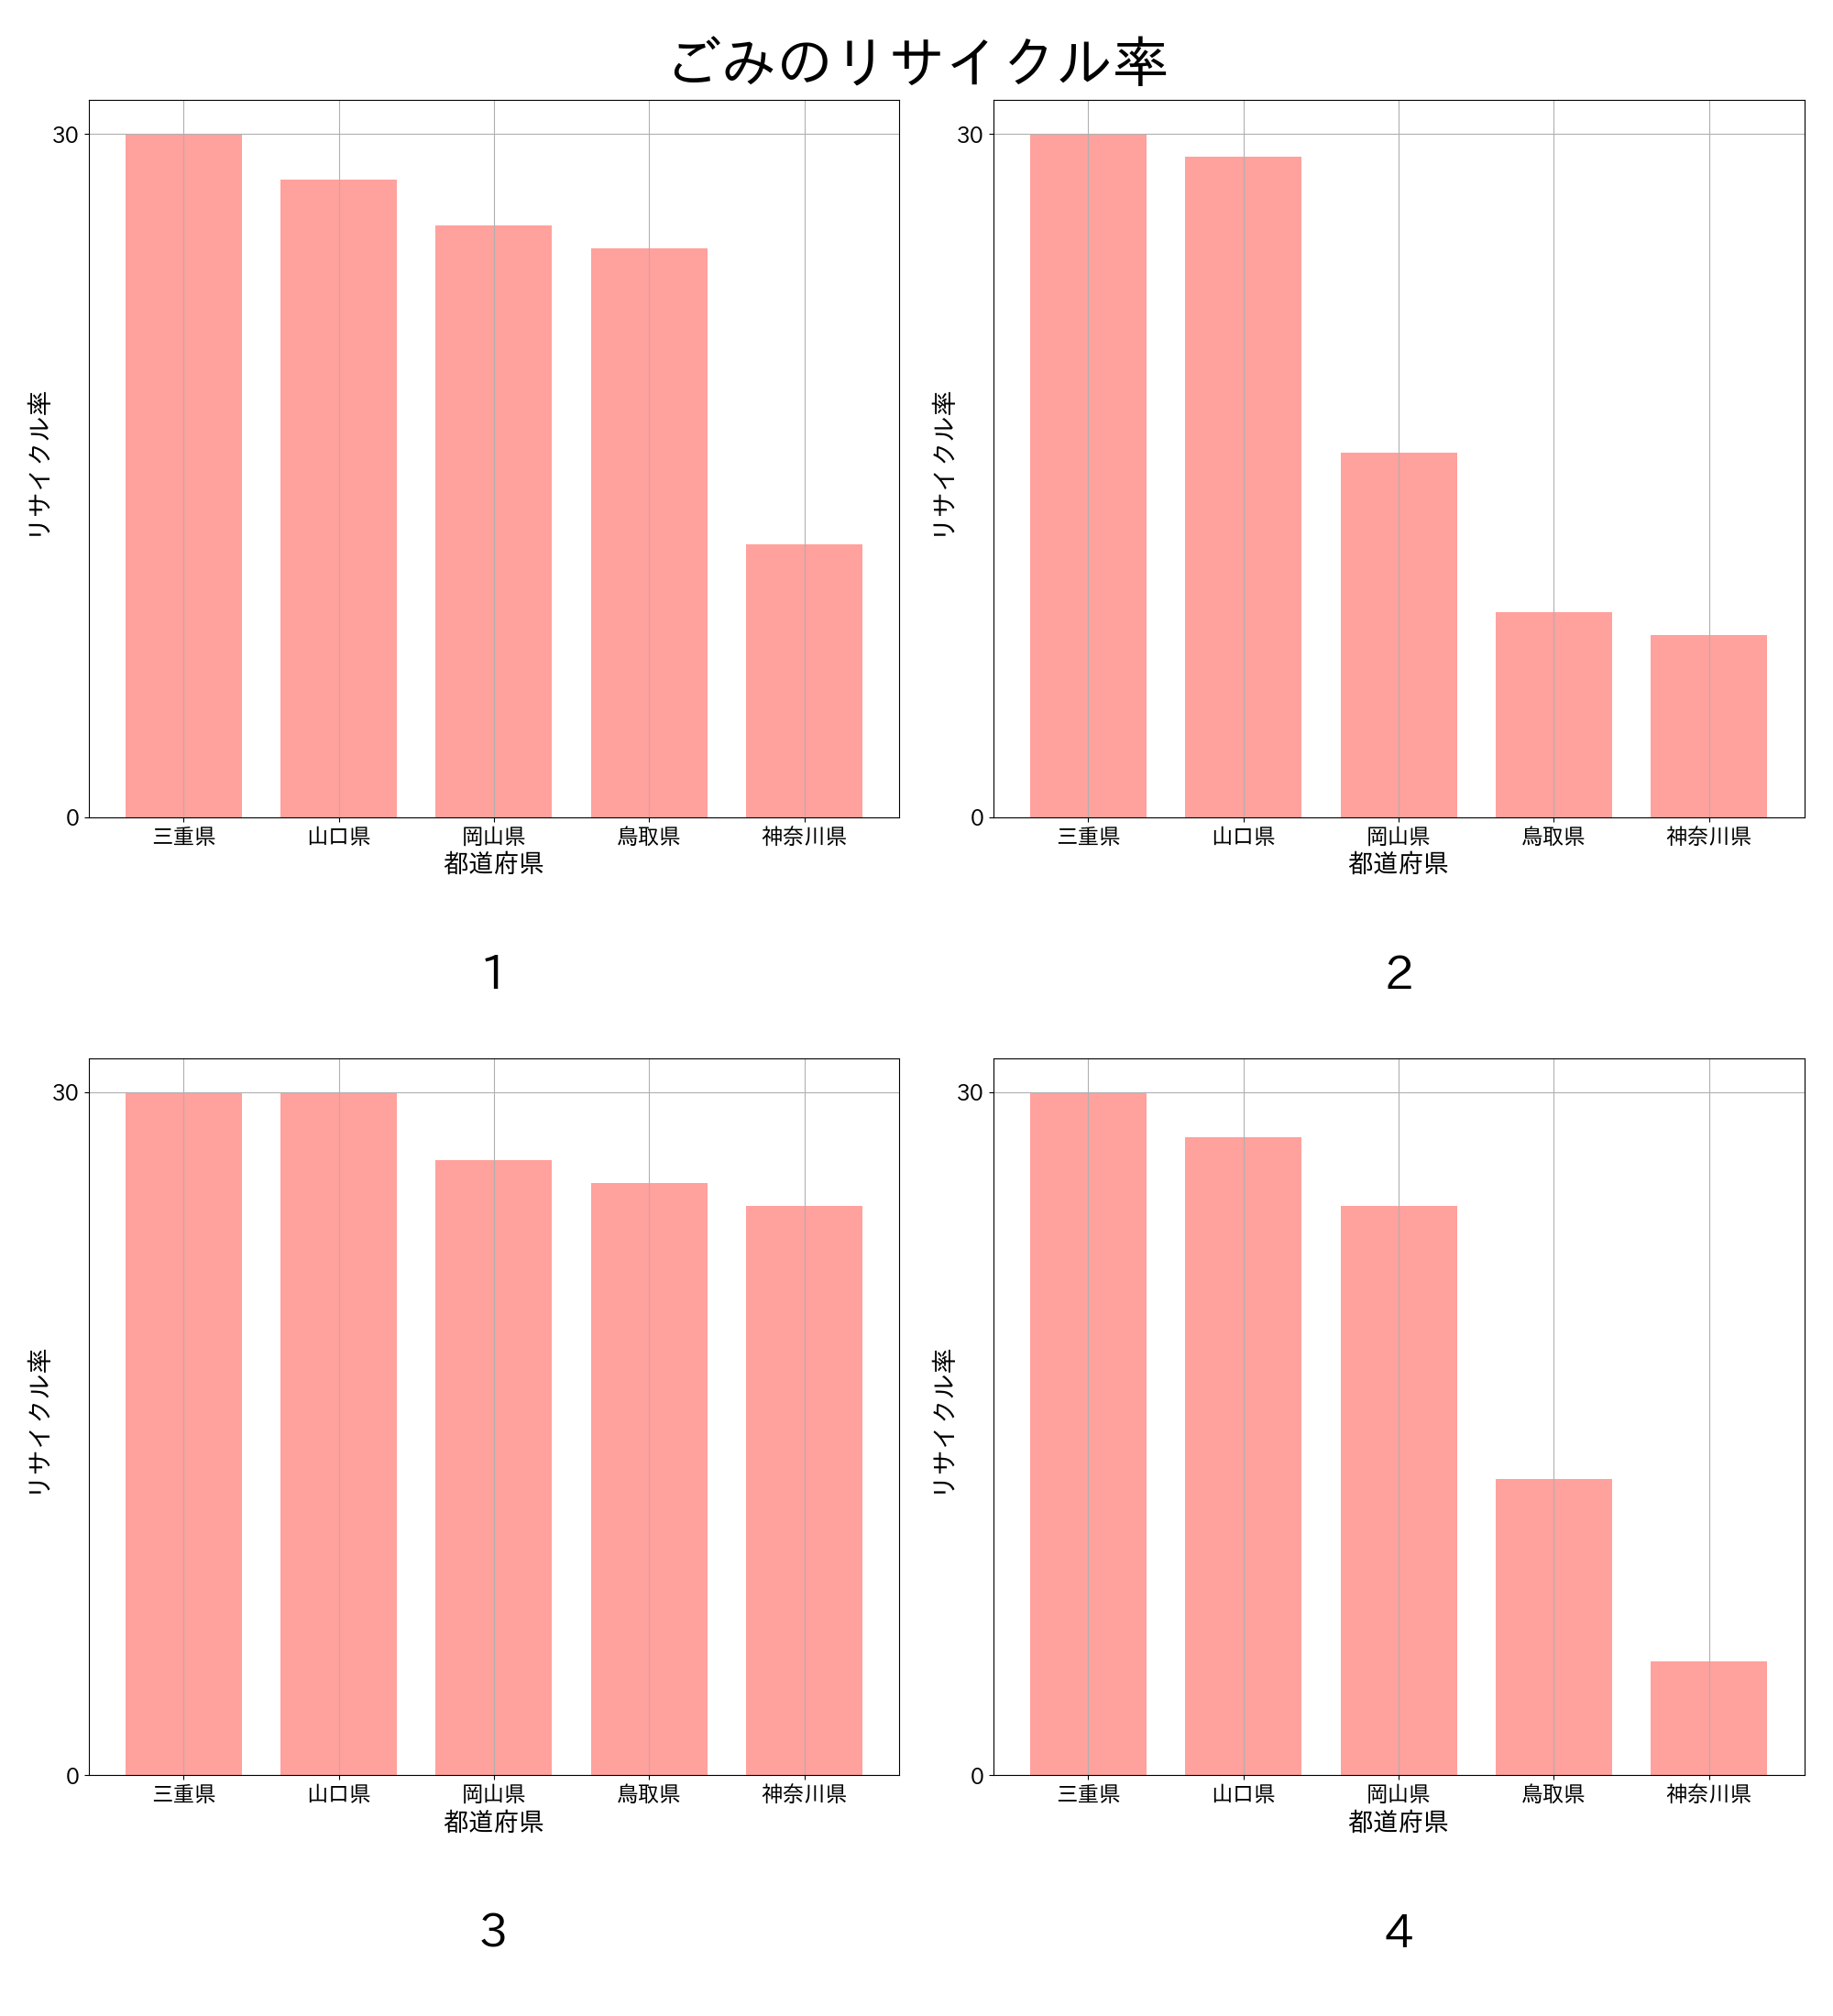 ごみのリサイクル率
30
0
リサイクル率
三重県 山口県 岡山県 鳥取県 神奈川県
都道府県
1
30
0
リサイクル率
三重県 山口県 岡山県 鳥取県 神奈川県
都道府県
2
30
0
リサイクル率
三重県 山口県 岡山県 鳥取県 神奈川県
都道府県
3
30
0
リサイクル率
三重県 山口県 岡山県 鳥取県 神奈川県
都道府県
4